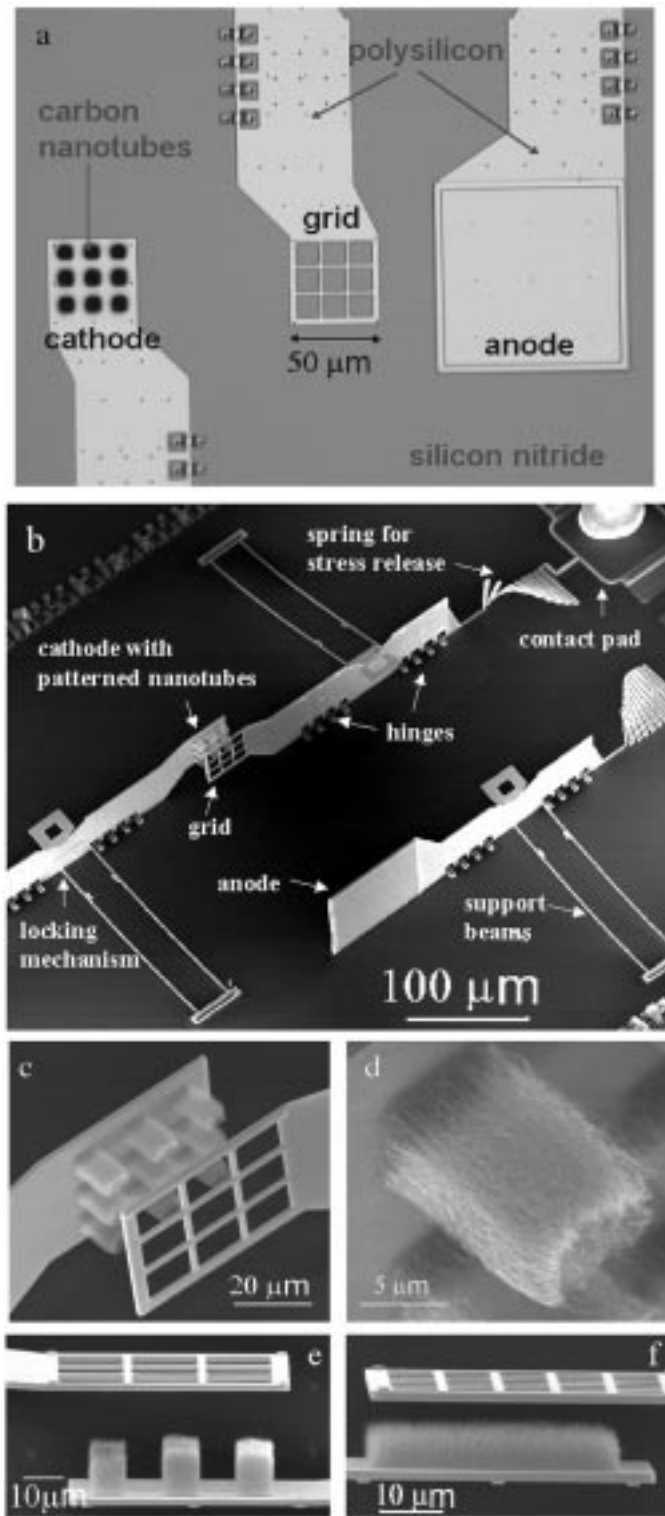 a
polysilicon
carbon
nanotubes
grid
cathode
50 μm
anode
silicon nitride
b
spring for
stress release
contact pad
cathode with
patterned nanotubes
hinges
grid
anode
locking
mechanism
support
beams
100 μm
c
20 μm
d
5 μm
e
10μm
f
10 μm